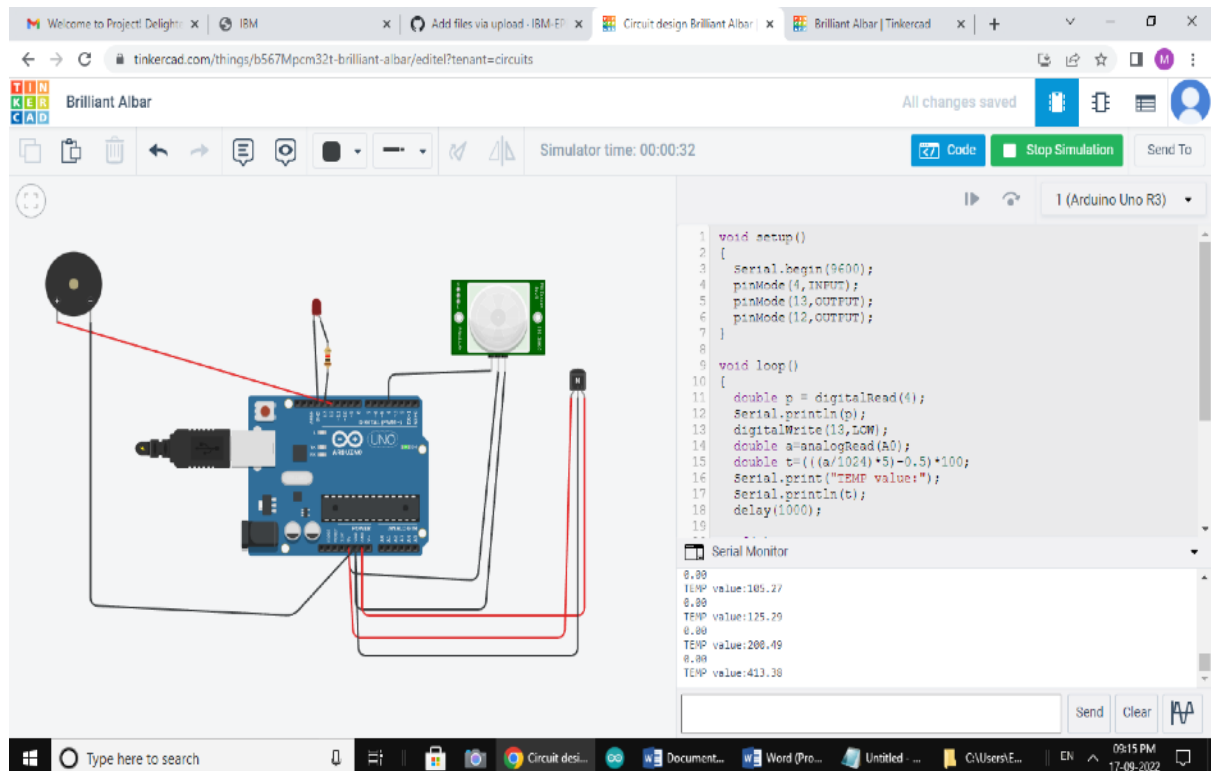 Welcome to Project! Delight
IBM
Add files via upload · IBM-EP
Circuit design Brilliant Albar
Brilliant Albar | Tinkercad
tinkercad.com/things/b567Mpcm32t-brilliant-albar/editel?tenant=circuits
M
TIN
KER
CAD
Brilliant Albar
All changes saved
Simulator time: 00:00:32
Code
Stop Simulation
Send To
1 (Arduino Uno R3)
1 void setup()
2 {
3 Serial.begin(9600);
4 pinMode(4,INPUT);
5 pinMode(13,OUTPUT);
6 pinMode(12,OUTPUT);
7 }
8
9 void loop()
10 {
11 double p = digitalRead(4);
12 Serial.println(p);
13 digitalWrite(13,LOW);
14 double a=analogRead(A0);
15 double t=(((a/1024)*5)-0.5)*100;
16 Serial.print("TEMP value:");
17 Serial.println(t);
18 delay(1000);
19
UNO
ARDUINO
Serial Monitor
0.00
TEMP value:105.27
0.00
TEMP value:125.29
0.00
TEMP value:200.49
0.00
TEMP value:413.38
Send
Clear
Type here to search
Circuit desi...
Document...
Word (Pro...
Untitled - ...
C:\Users\E...
EN
09:15 PM
17-09-2022